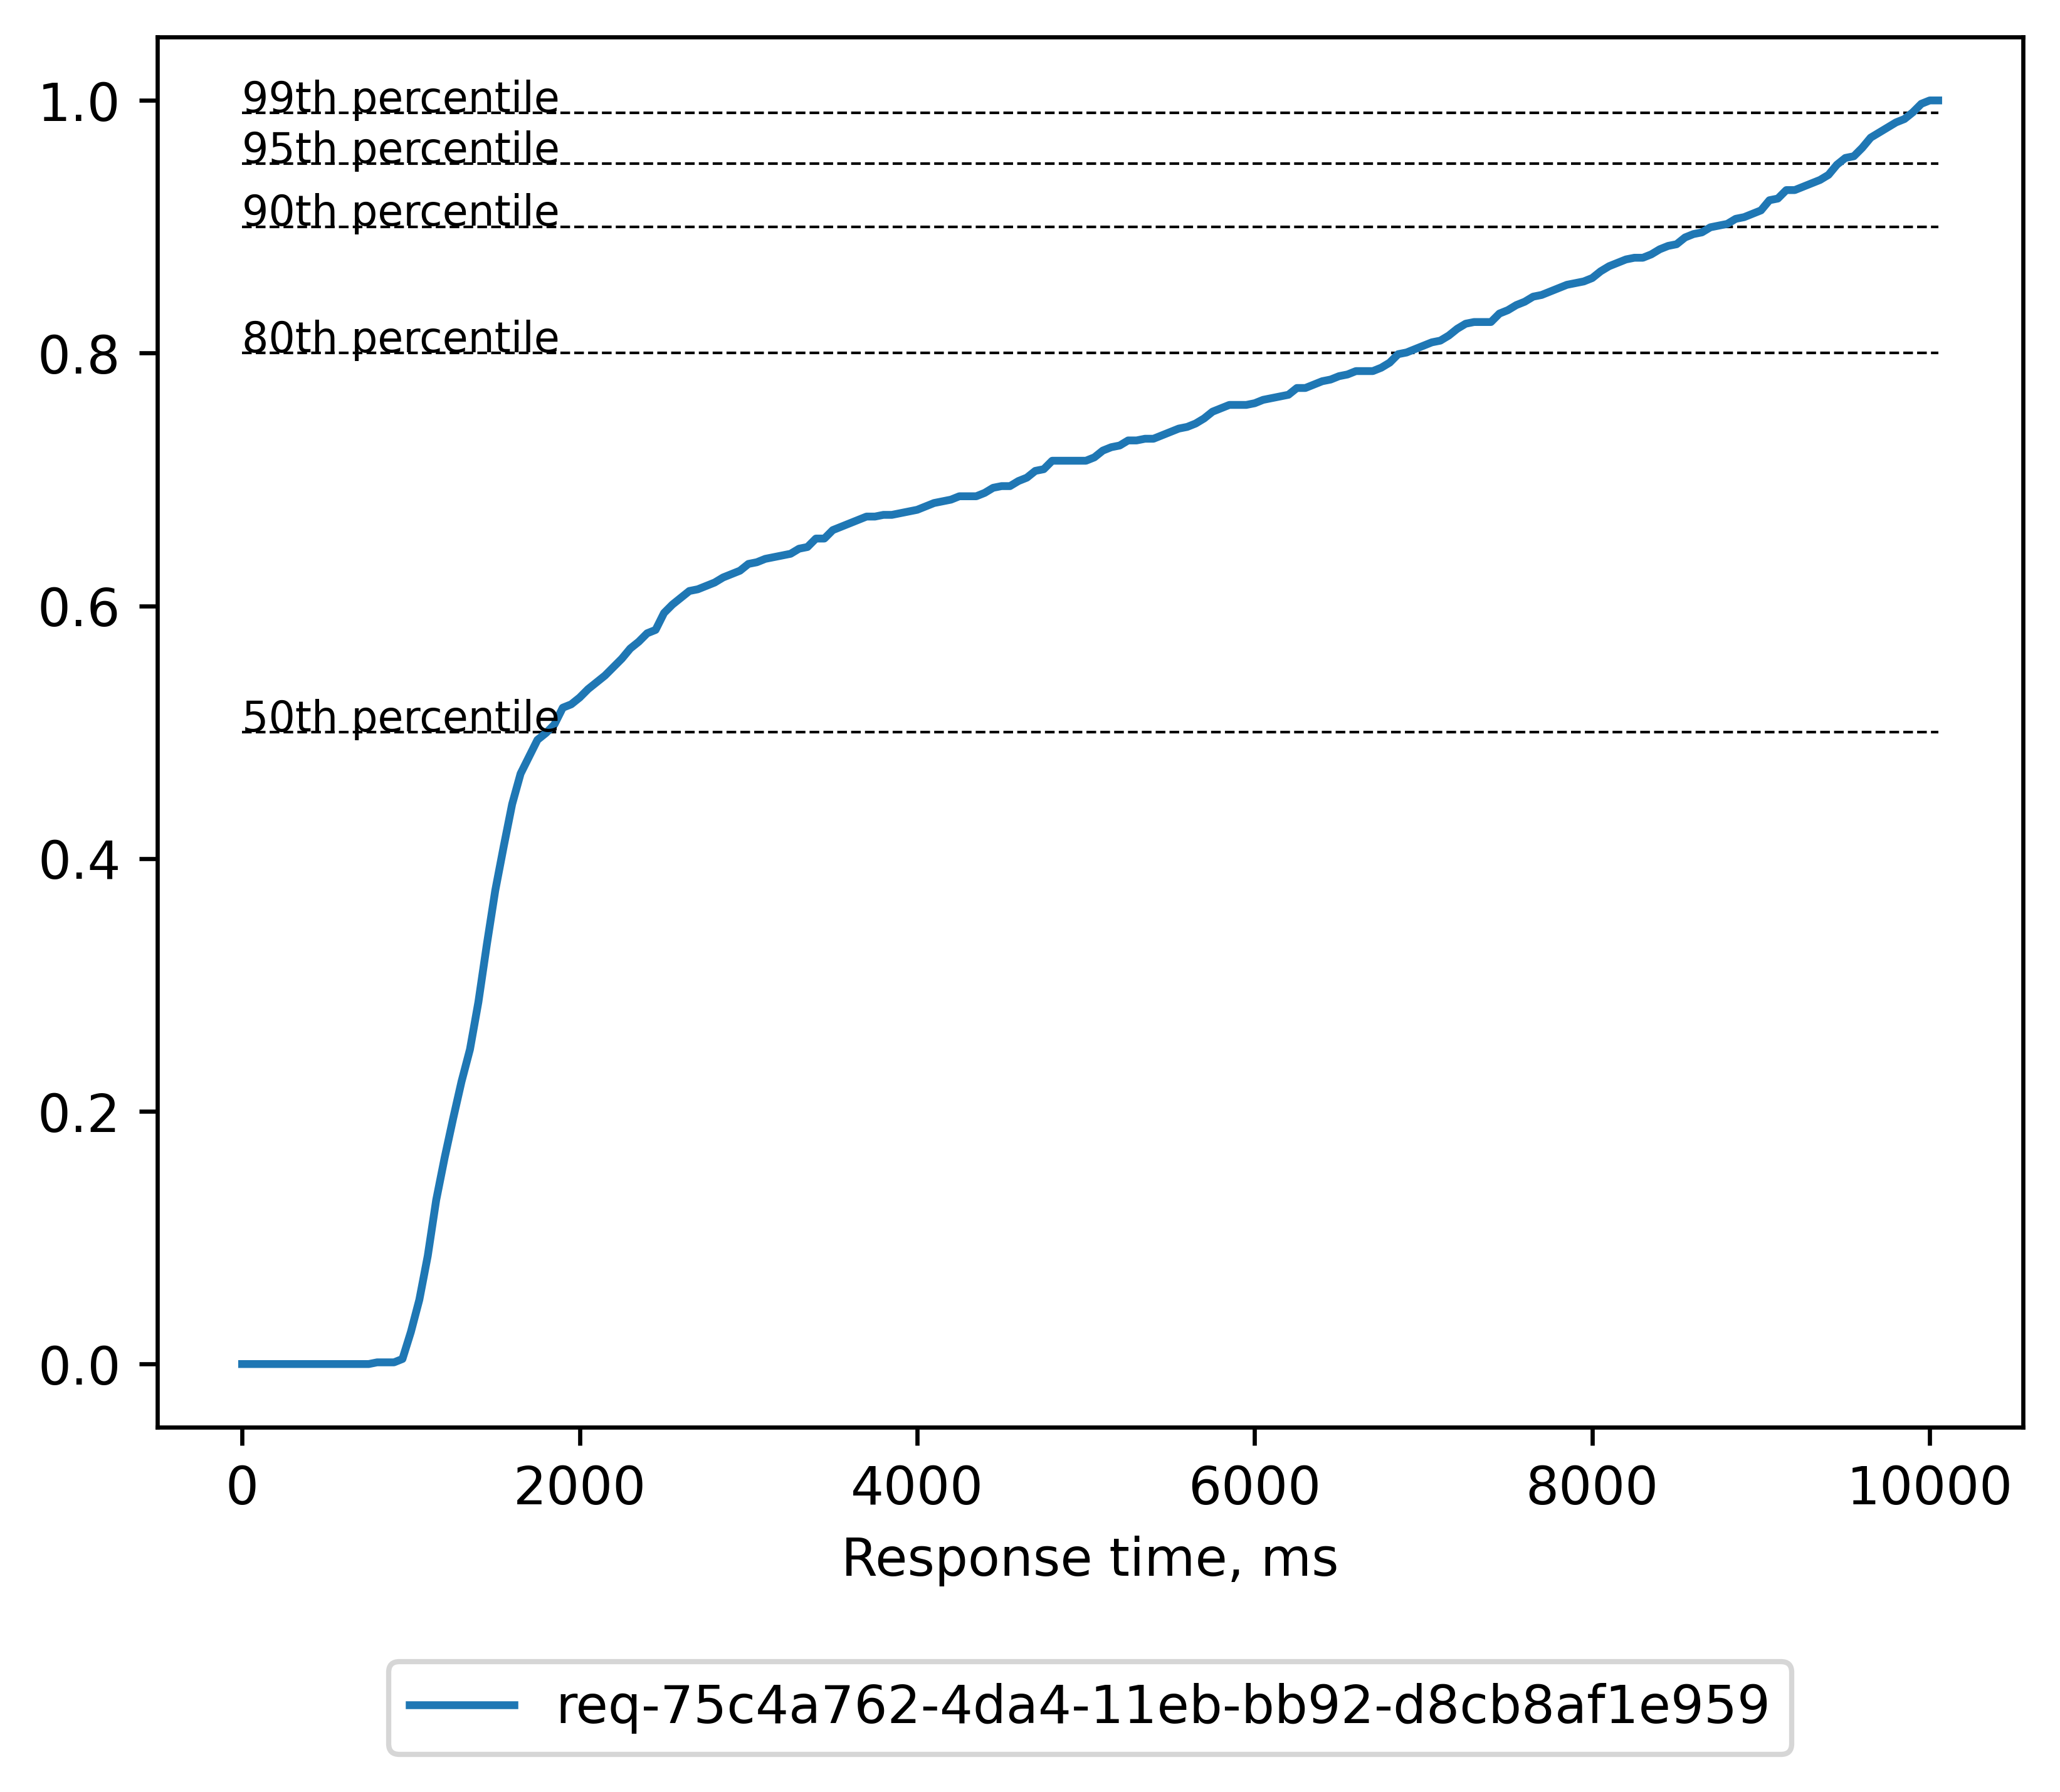 1.0
99th percentile
95th percentile
90th percentile
0.8
80th percentile
0.6
50th percentile
0.4
0.2
0.0
0 2000 4000 6000 8000 10000
Response time, ms
req-75c4a762-4da4-11eb-bb92-d8cb8af1e959